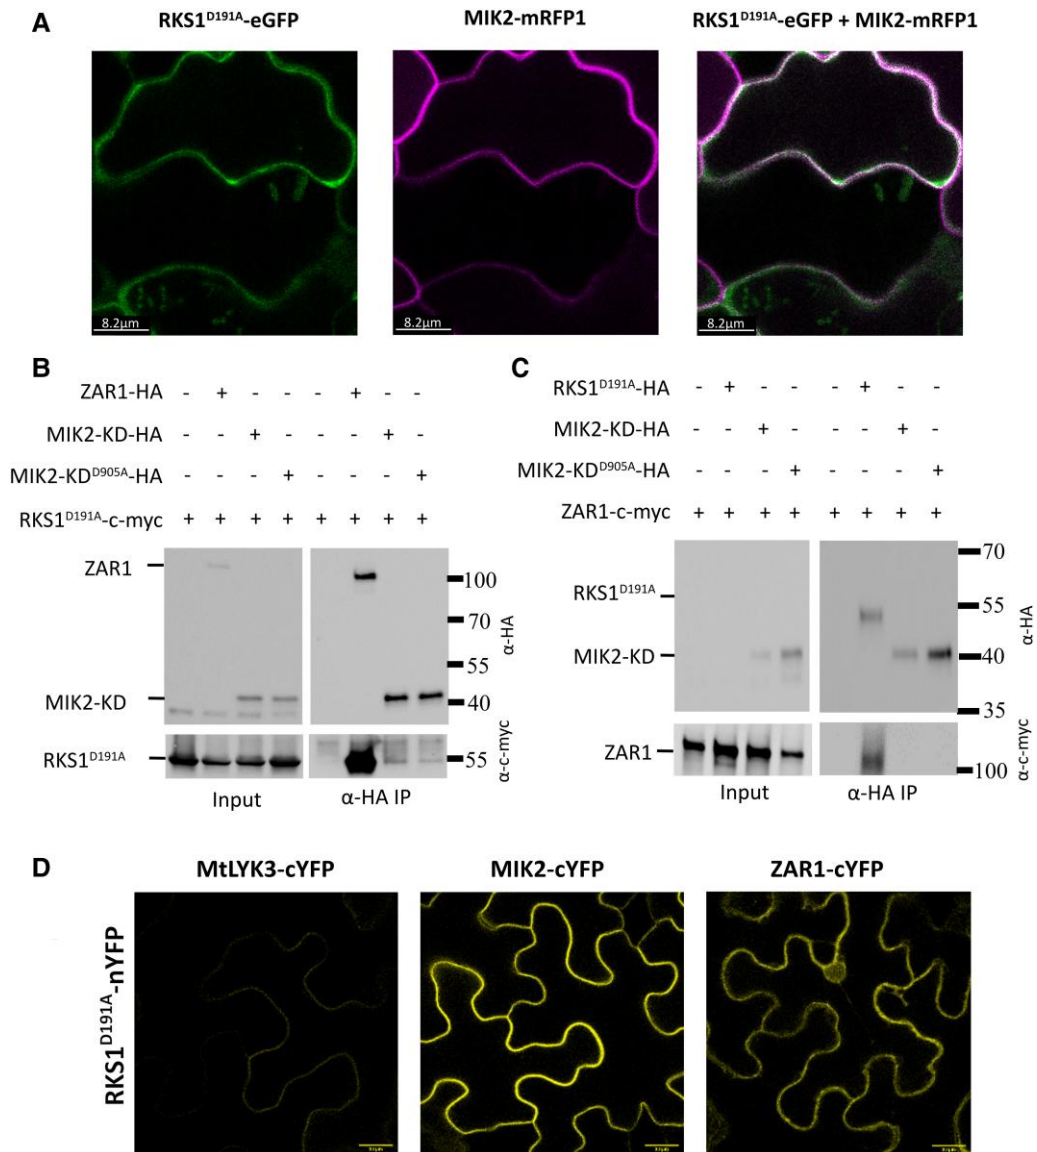 A
RKS1D191A-eGFP
MIK2-mRFP1
RKS1D191A-eGFP + MIK2-mRFP1
8.2µm
8.2µm
8.2µm
B
ZAR1-HA - + - - - + - -
MIK2-KD-HA - - + - - - + -
MIK2-KDD905A-HA - - - + - - - +
RKS1D191A-c-myc + + + + + + + +
ZAR1
MIK2-KD
RKS1D191A
100
70
55
40
55
α-HA
α-c-myc
Input
α-HA IP
C
RKS1D191A-HA - + - - - + - -
MIK2-KD-HA - - + - - - + -
MIK2-KDD905A-HA - - - + - - - +
ZAR1-c-myc + + + + + + + +
RKS1D191A
MIK2-KD
ZAR1
70
55
40
35
100
α-HA
α-c-myc
Input
α-HA IP
D
MtLYK3-cYFP
MIK2-cYFP
ZAR1-cYFP
RKS1D191A-nYFP